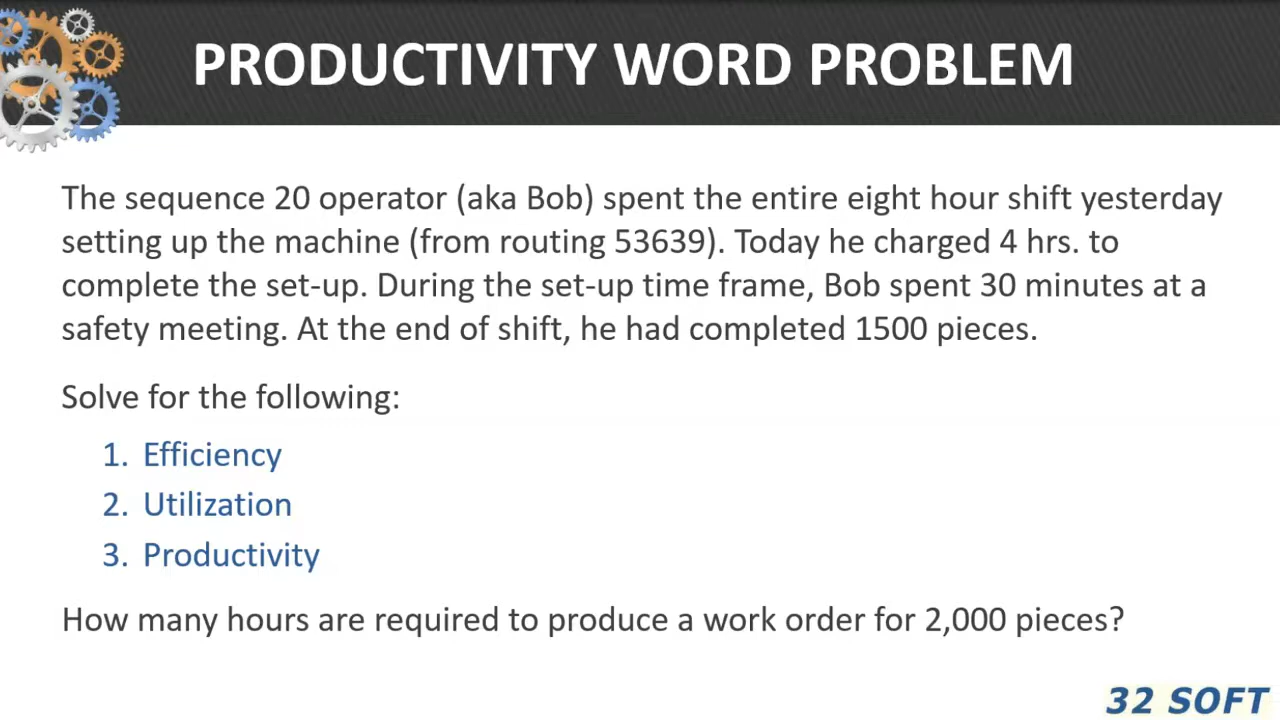 PRODUCTIVITY WORD PROBLEM
The sequence 20 operator (aka Bob) spent the entire eight hour shift yesterday
setting up the machine (from routing 53639). Today he charged 4 hrs. to
complete the set-up. During the set-up time frame, Bob spent 30 minutes at a
safety meeting. At the end of shift, he had completed 1500 pieces.
Solve for the following:
1. Efficiency
2. Utilization
3. Productivity
How many hours are required to produce a work order for 2,000 pieces?
32 SOFT